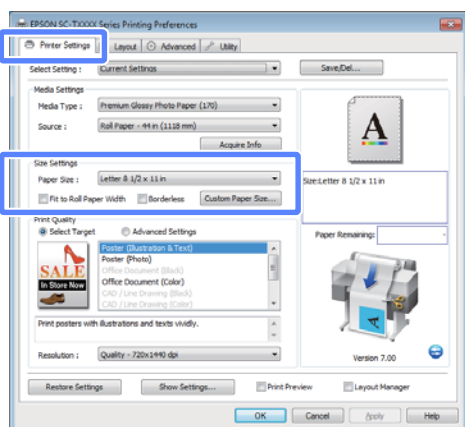 EPSON SC-TXXXX Series Printing Preferences
Printer Settings Layout Advanced Utility
Select Setting : Current Settings Save/Del...
Media Settings
Media Type : Premium Glossy Photo Paper (170)
Source : Roll Paper - 44 in (1118 mm)
Acquire Info
A
Size Settings
Paper Size : Letter 8 1/2 x 11 in
Size:Letter 8 1/2 x 11 in
Fit to Roll Paper Width Borderless Custom Paper Size...
Print Quality
Select Target Advanced Settings
Paper Remaining: -
SALE
In Store Now
Poster (Illustration & Text)
Poster (Photo)
Office Document (Black)
Office Document (Color)
CAD / Line Drawing (Black)
CAD / Line Drawing (Color)
Print posters with illustrations and texts vividly.
Resolution : Quality - 720x1440 dpi
Version 7.00
Restore Settings Show Settings... Print Preview Layout Manager
OK Cancel Apply Help